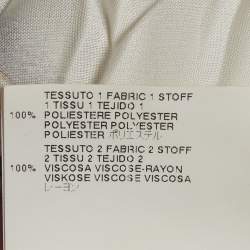 TESSUTO 1 FABRIC 1 STOFF
1 TISSU 1 TEJIDO 1
100% POLIESTERE POLYESTER
POLYESTER POLYESTER
POLIESTER ポリエステル
TESSUTO 2 FABRIC 2 STOFF
2 TISSU 2 TEJIDO 2
100% VISCOSA VISCOSE-RAYON
VISKOSE VISCOSE VISCOSA
レーヨン